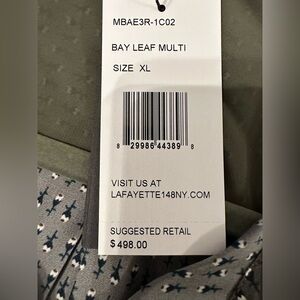 MBAE3R-1C02
BAY LEAF MULTI
SIZE XL
8 29986 44389 8
VISIT US AT
LAFAYETTE148NY.COM
SUGGESTED RETAIL
$498.00